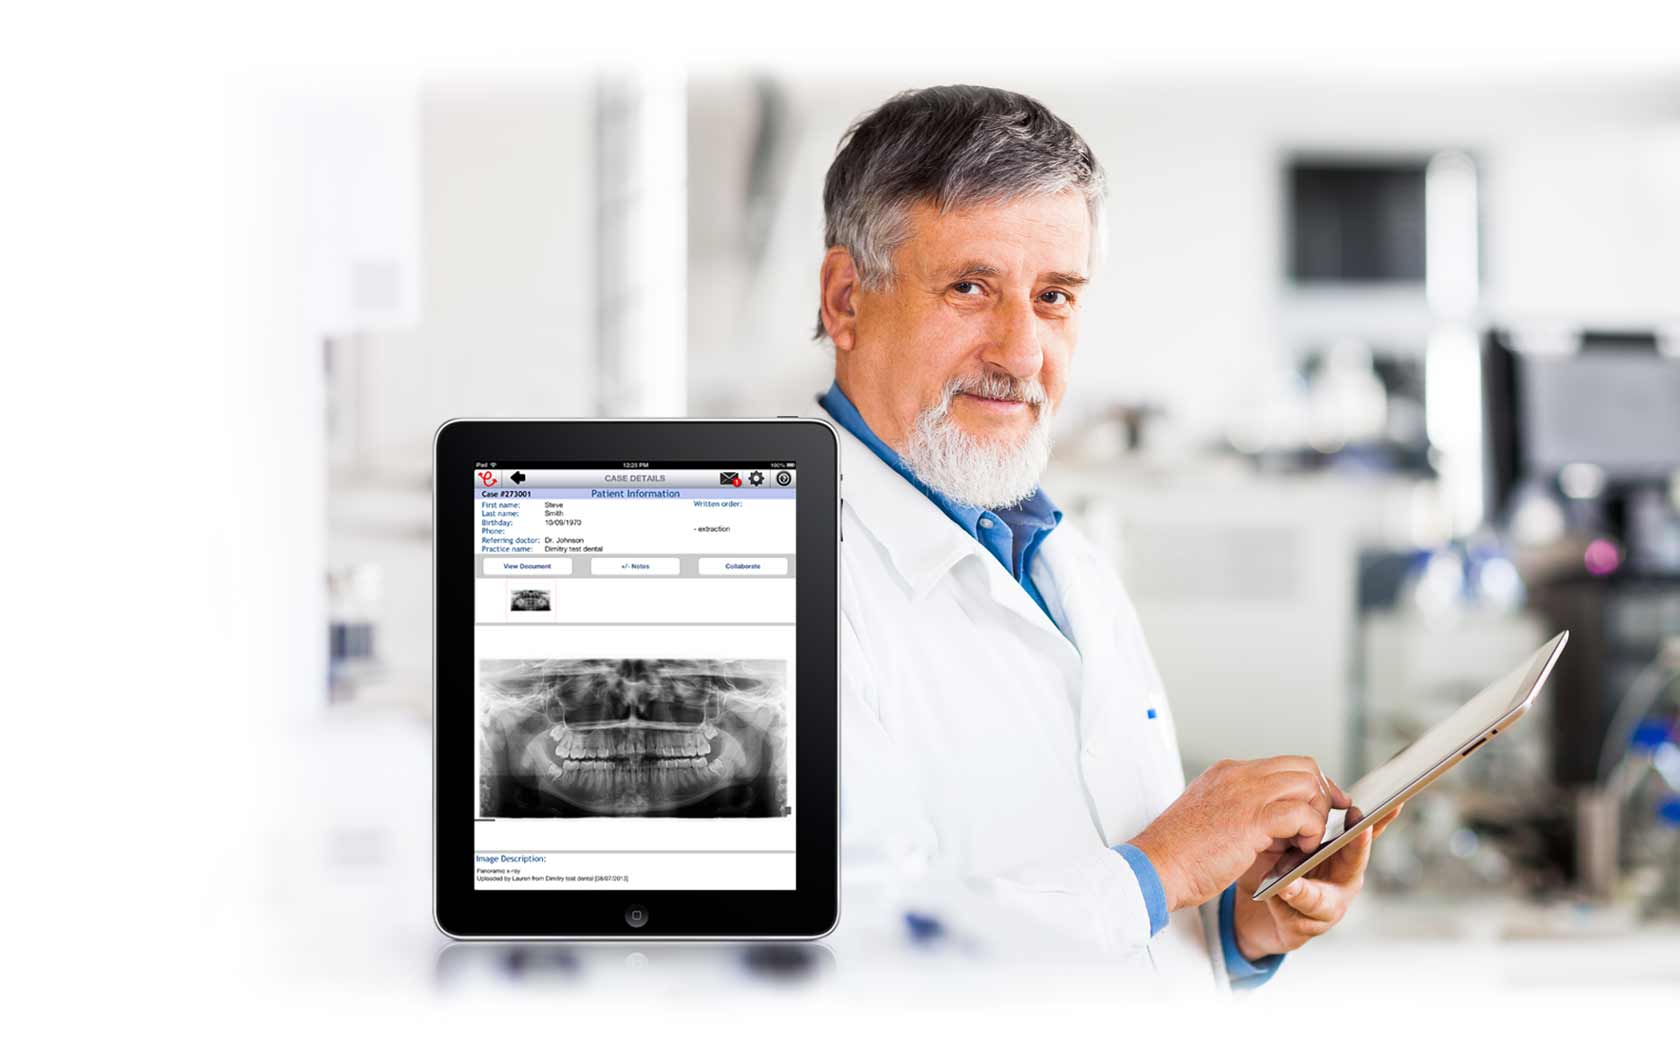 iPad 12:25 PM 100%
CASE DETAILS 1
Case #273001 Patient Information
First name: Steve Written order:
Last name: Smith
Birthday: 10/09/1970
Phone: - extraction
Referring doctor: Dr. Johnson
Practice name: Dimitry test dental
View Document +/- Notes Collaborate
Image Description:
Panoramic x-ray
Uploaded by Lauren from Dimitry test dental [08/07/2013]